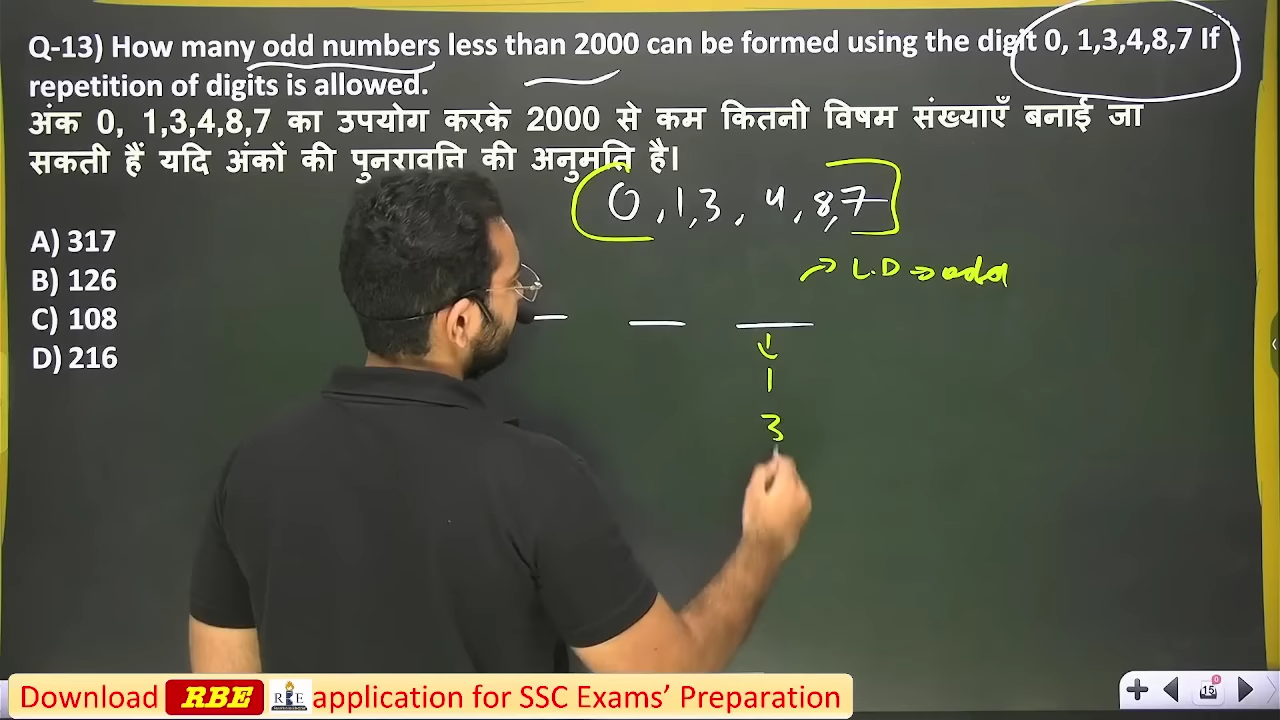 Q-13) How many odd numbers less than 2000 can be formed using the digit 0, 1,3,4,8,7 If
repetition of digits is allowed.
अंक 0, 1,3,4,8,7 का उपयोग करके 2000 से कम कितनी विषम संख्याएँ बनाई जा
सकती हैं यदि अंकों की पुनरावत्ति की अनुमति है।
0, 1,3, 4, 8,7
A) 317
L.D → odd
B) 126
C) 108
D) 216
1
3
Download RBE RE application for SSC Exams' Preparation
15